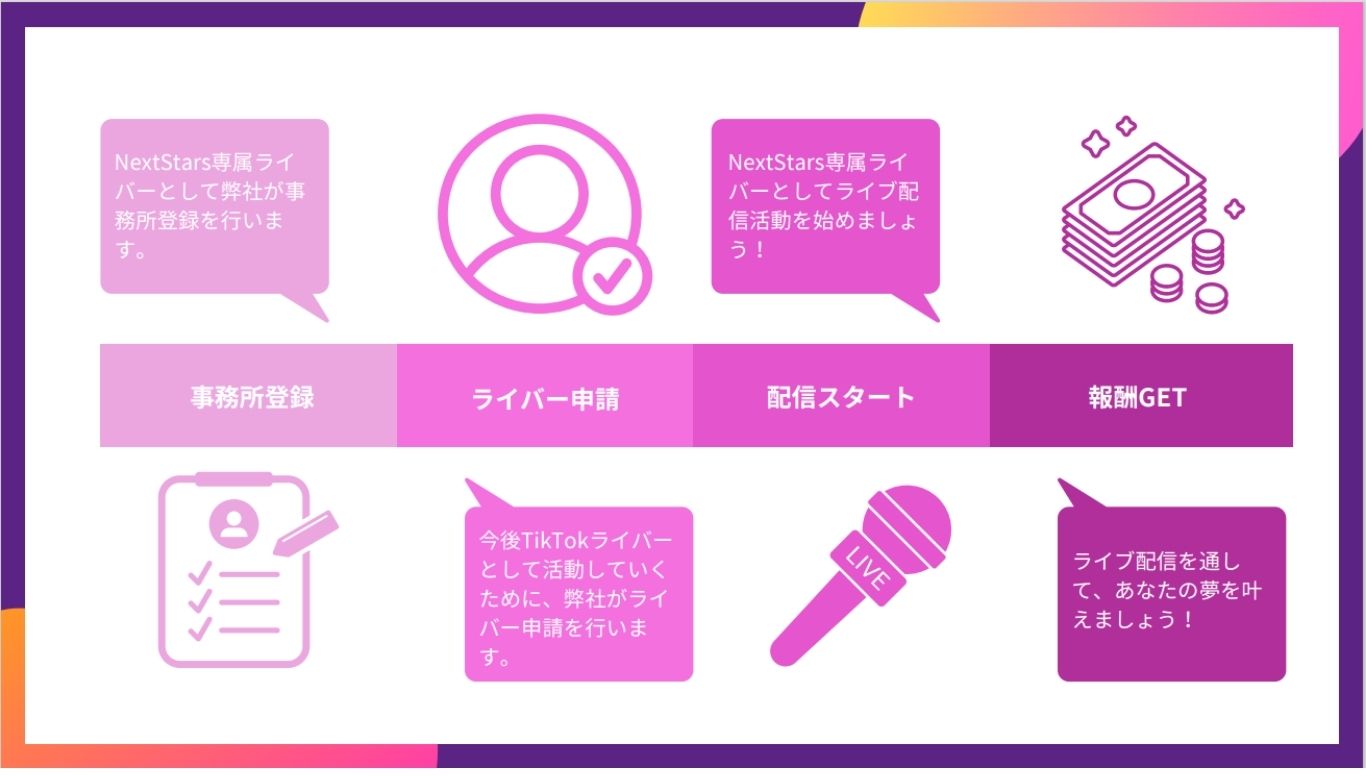 NextStars専属ライ
バーとして弊社が事
務所登録を行いま
す。
NextStars専属ライ
バーとしてライブ配
信活動を始めましょ
う！
事務所登録
ライバー申請
配信スタート
報酬GET
今後TikTokライバー
として活動していく
ために、弊社がライ
バー申請を行いま
す。
LIVE
ライブ配信を通し
て、あなたの夢を叶
えましょう！